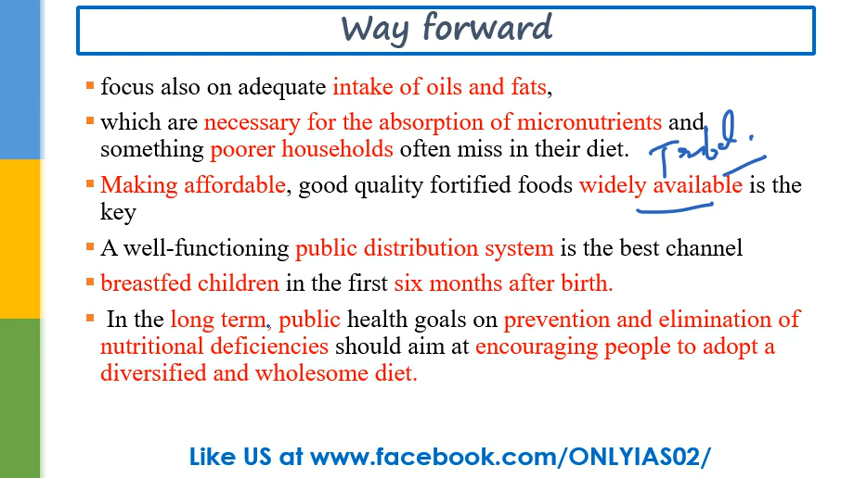 Way forward
focus also on adequate intake of oils and fats,
which are necessary for the absorption of micronutrients and
something poorer households often miss in their diet.
Making affordable, good quality fortified foods widely available is the
key
A well-functioning public distribution system is the best channel
breastfed children in the first six months after birth.
In the long term, public health goals on prevention and elimination of
nutritional deficiencies should aim at encouraging people to adopt a
diversified and wholesome diet.
Like US at www.facebook.com/ONLYIAS02/